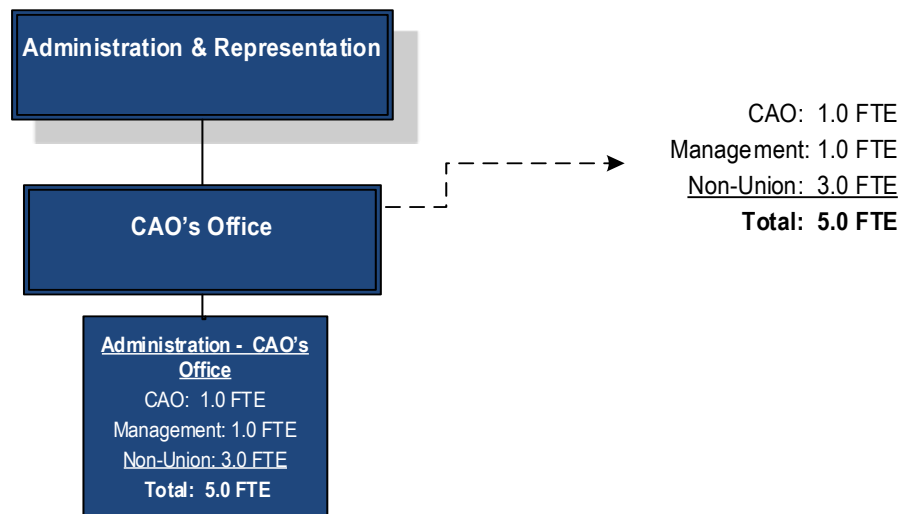 Administration & Representation
CAO: 1.0 FTE
Management: 1.0 FTE
Non-Union: 3.0 FTE
Total: 5.0 FTE
CAO's Office
Administration - CAO's
Office
CAO: 1.0 FTE
Management: 1.0 FTE
Non-Union: 3.0 FTE
Total: 5.0 FTE